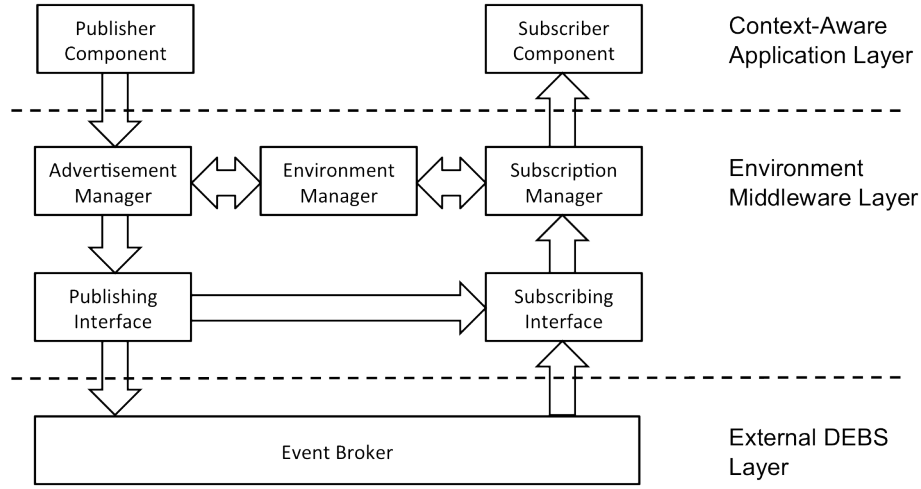 Publisher
Component
Subscriber
Component
Context-Aware
Application Layer
Advertisement
Manager
Environment
Manager
Subscription
Manager
Environment
Middleware Layer
Publishing
Interface
Subscribing
Interface
Event Broker
External DEBS
Layer